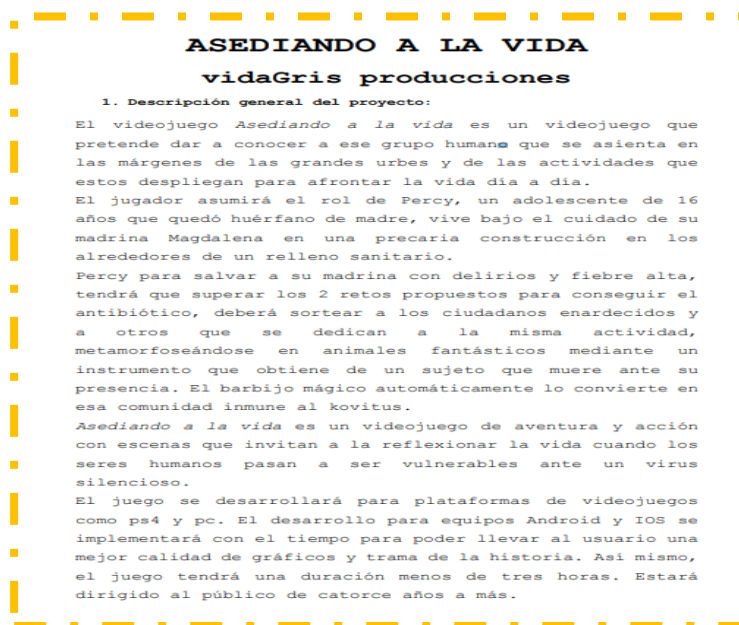 ASEDIANDO A LA VIDA
vidaGris producciones
1. Descripción general del proyecto:
El videojuego Asediando a la vida es un videojuego que
pretende dar a conocer a ese grupo humano que se asienta en
las márgenes de las grandes urbes y de las actividades que
estos despliegan para afrontar la vida día a día.
El jugador asumirá el rol de Percy, un adolescente de 16
años que quedó huérfano de madre, vive bajo el cuidado de su
madrina Magdalena en una precaria construcción en los
alrededores de un relleno sanitario.
Percy para salvar a su madrina con delirios y fiebre alta,
tendrá que superar los 2 retos propuestos para conseguir el
antibiótico, deberá sortear a los ciudadanos enardecidos y
a otros que se dedican a la misma actividad,
metamorfoseándose en animales fantásticos mediante un
instrumento que obtiene de un sujeto que muere ante su
presencia. El barbijo mágico automáticamente lo convierte en
esa comunidad inmune al kovitus.
Asediando a la vida es un videojuego de aventura y acción
con escenas que invitan a la reflexionar la vida cuando los
seres humanos pasan a ser vulnerables ante un virus
silencioso.
El juego se desarrollará para plataformas de videojuegos
como ps4 y pc. El desarrollo para equipos Android y IOS se
implementará con el tiempo para poder llevar al usuario una
mejor calidad de gráficos y trama de la historia. Así mismo,
el juego tendrá una duración menos de tres horas. Estará
dirigido al público de catorce años a más.